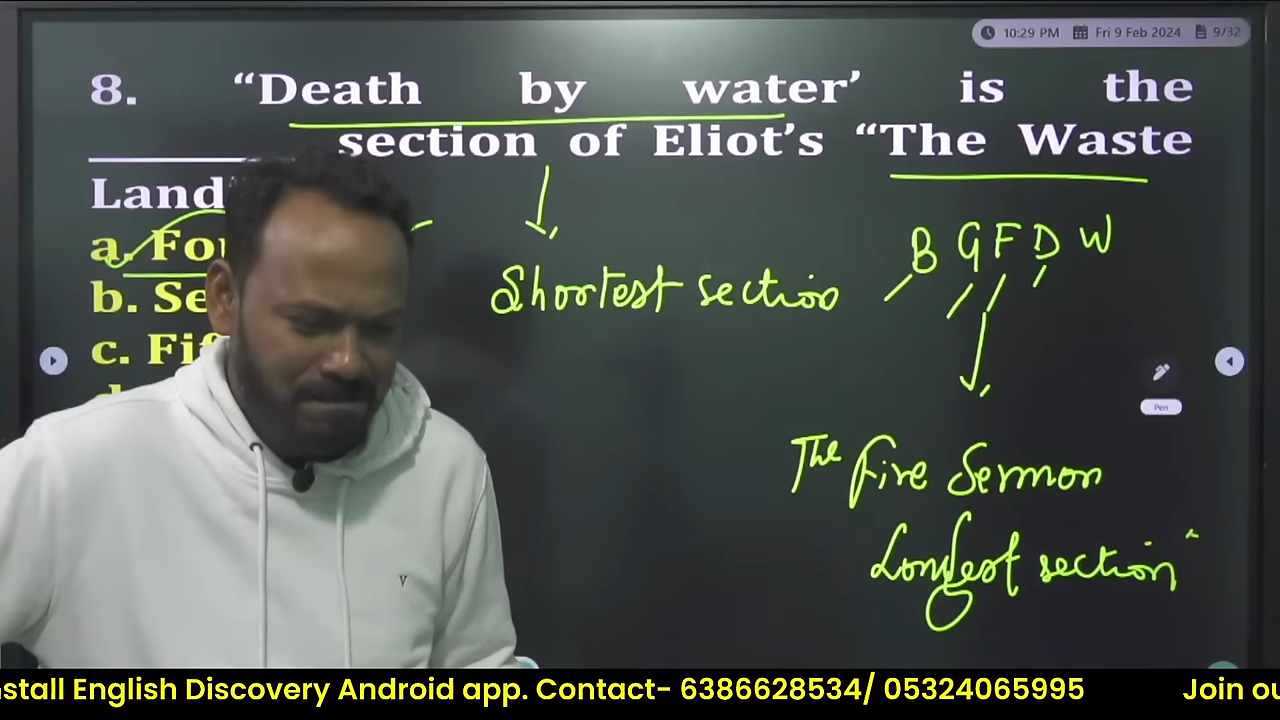 10:29 PM Fri 9 Feb 2024 9/32
8. “Death by water’ is the
section of Eliot’s “The Waste
Land
a. Fo
b. Se
c. Fif
Shortest section
B G F D W
Pen
The Fire Sermon
Longest section
V
nstall English Discovery Android app. Contact- 6386628534/ 05324065995 Join ou